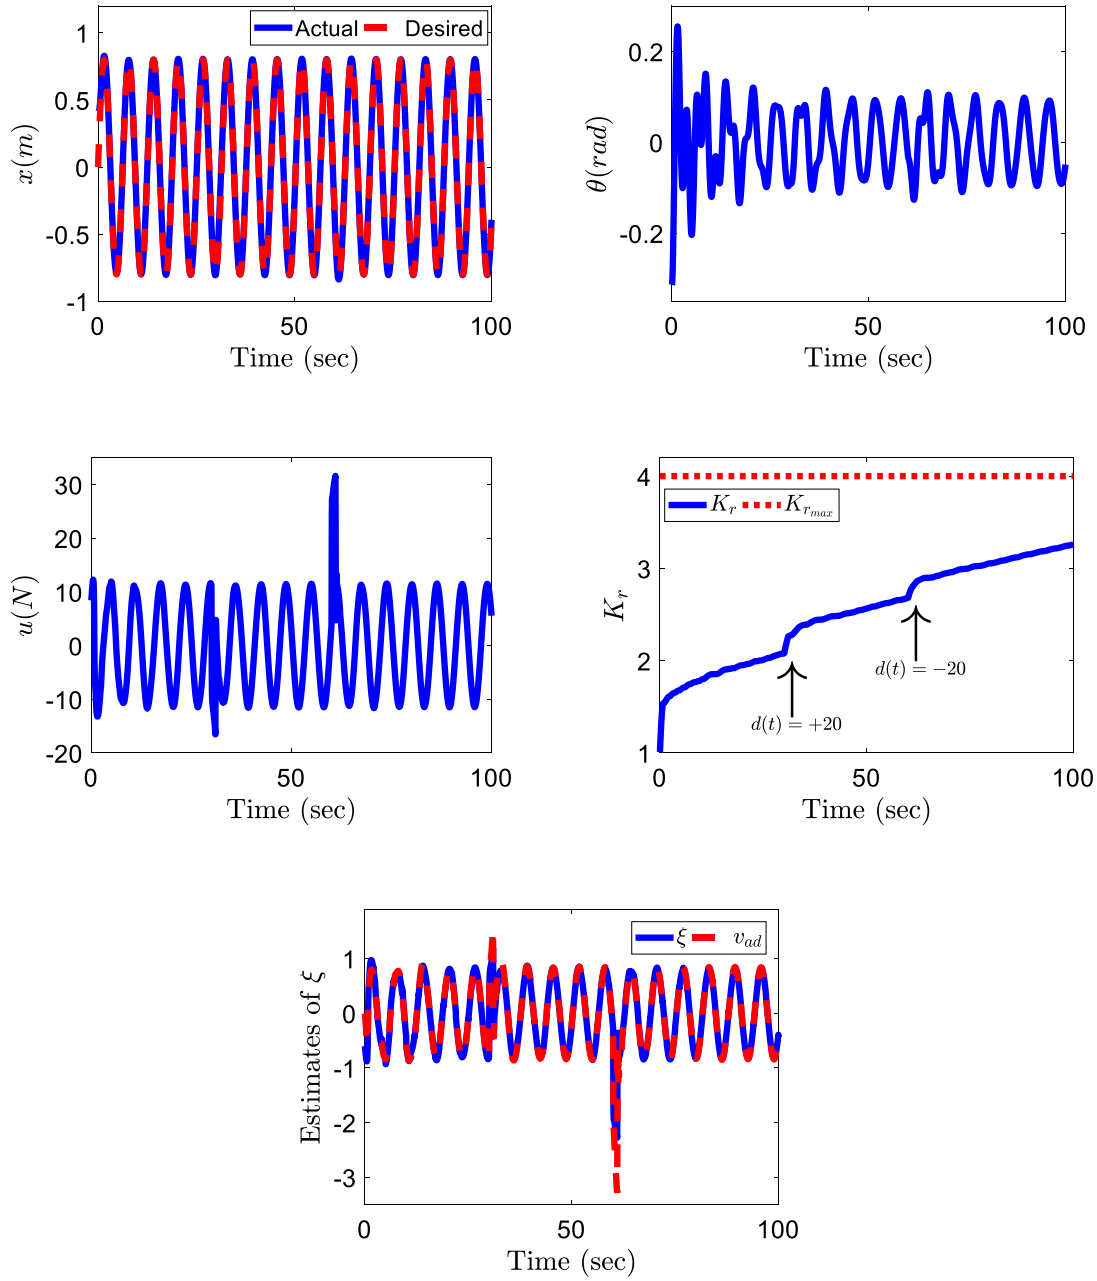 1
0.5
0
-0.5
-1
x(m)
Actual Desired
0 50 100
Time (sec)
0.2
0
-0.2
θ(rad)
0 50 100
Time (sec)
30
20
10
0
-10
-20
u(N)
0 50 100
Time (sec)
4
3
2
1
K_r
K_r K_{r_{max}}
d(t) = −20
d(t) = +20
0 50 100
Time (sec)
1
0
-1
-2
-3
Estimates of ξ
ξ v_{ad}
0 50 100
Time (sec)